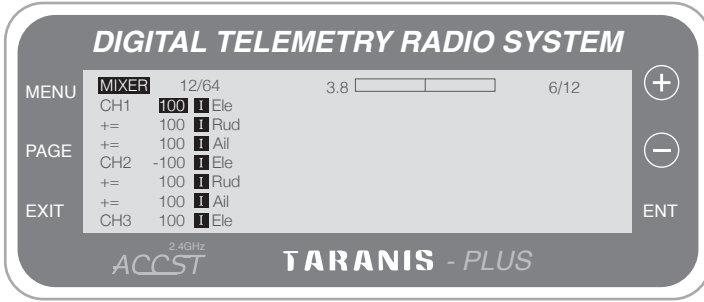 DIGITAL TELEMETRY RADIO SYSTEM
MENU
PAGE
EXIT
MIXER 12/64 3.8 6/12
CH1 100 I Ele
+= 100 I Rud
+= 100 I Ail
CH2 -100 I Ele
+= 100 I Rud
+= 100 I Ail
CH3 100 I Ele
+
−
ENT
2.4GHz
ACCST
TARANIS - PLUS